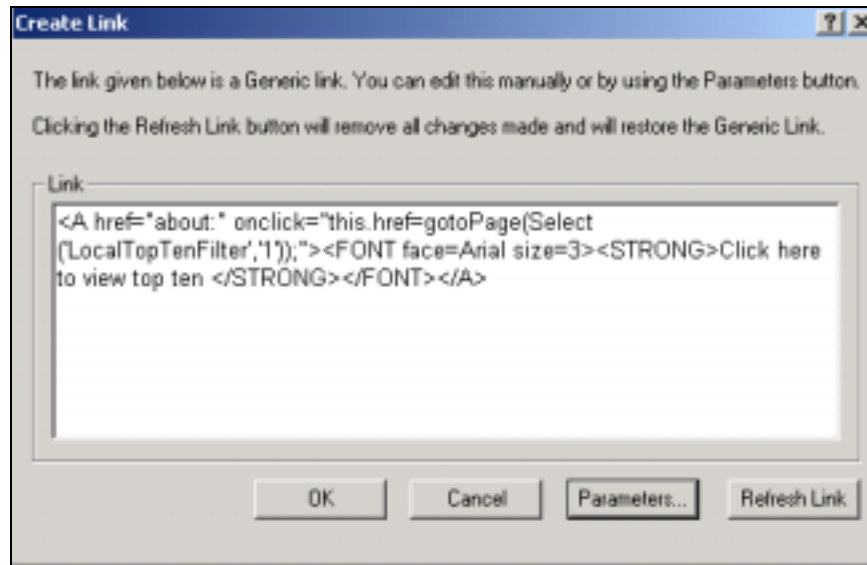 Create Link
The link given below is a Generic link. You can edit this manually or by using the Parameters button.
Clicking the Refresh Link button will remove all changes made and will restore the Generic Link.
Link
<A href="about:" onclick="this.href=gotoPage(Select
('LocalTopTenFilter','1'));"><FONT face=Arial size=3><STRONG>Click here
to view top ten </STRONG></FONT></A>
OK Cancel Parameters... Refresh Link